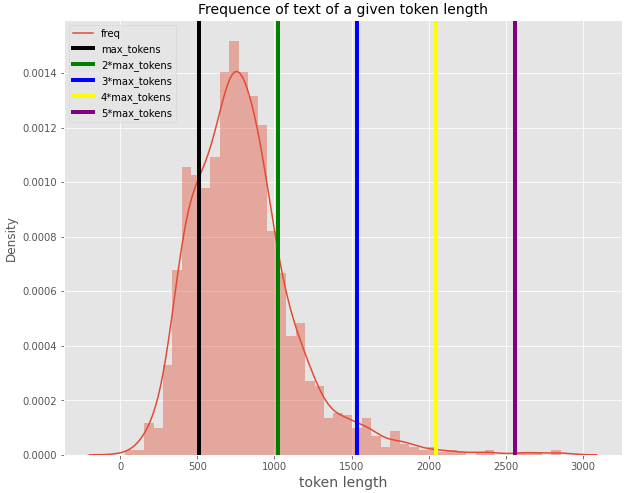 Frequence of text of a given token length
freq
max_tokens
2*max_tokens
3*max_tokens
4*max_tokens
5*max_tokens
0.0014
0.0012
0.0010
0.0008
0.0006
0.0004
0.0002
0.0000
Density
0 500 1000 1500 2000 2500 3000
token length